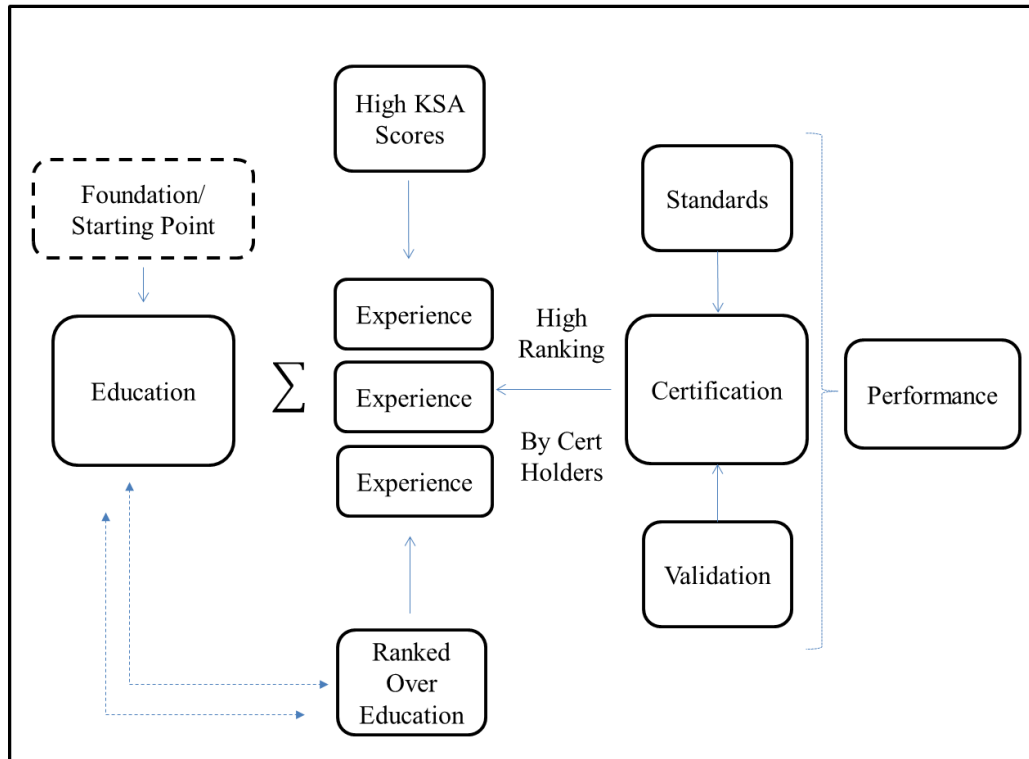 High KSA
Scores
Foundation/
Starting Point
Standards
Experience
High
Ranking
Education
∑
Experience
Certification
Performance
By Cert
Holders
Experience
Validation
Ranked
Over
Education